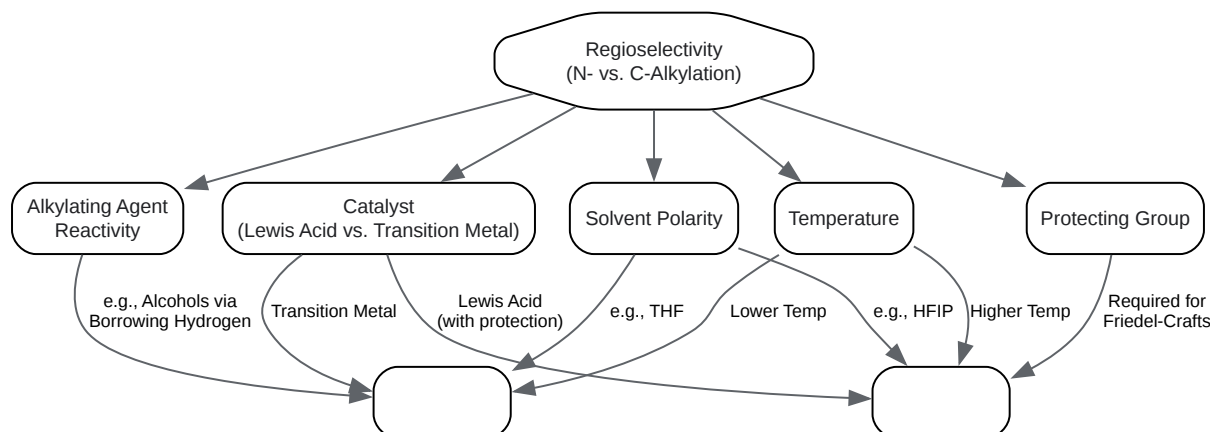 Regioselectivity
(N- vs. C-Alkylation)
Alkylating Agent
Reactivity
Catalyst
(Lewis Acid vs. Transition Metal)
Solvent Polarity
Temperature
Protecting Group
e.g., Alcohols via
Borrowing Hydrogen
Transition Metal
Lewis Acid
(with protection)
e.g., THF
Lower Temp
e.g., HFIP
Higher Temp
Required for
Friedel-Crafts